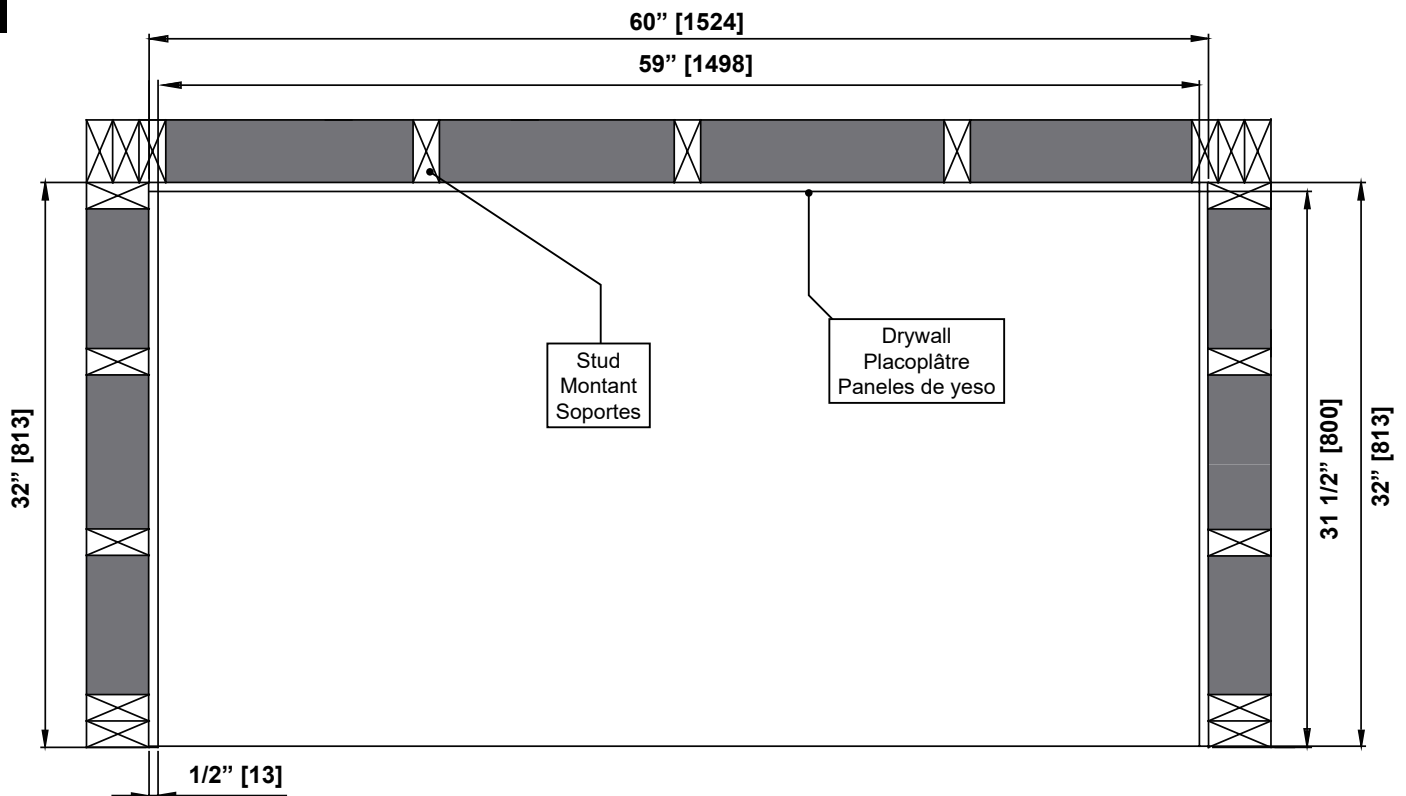 60” [1524]
59” [1498]
Stud
Montant
Soportes
Drywall
Placoplâtre
Paneles de yeso
32” [813]
31 1/2” [800]
32” [813]
1/2” [13]